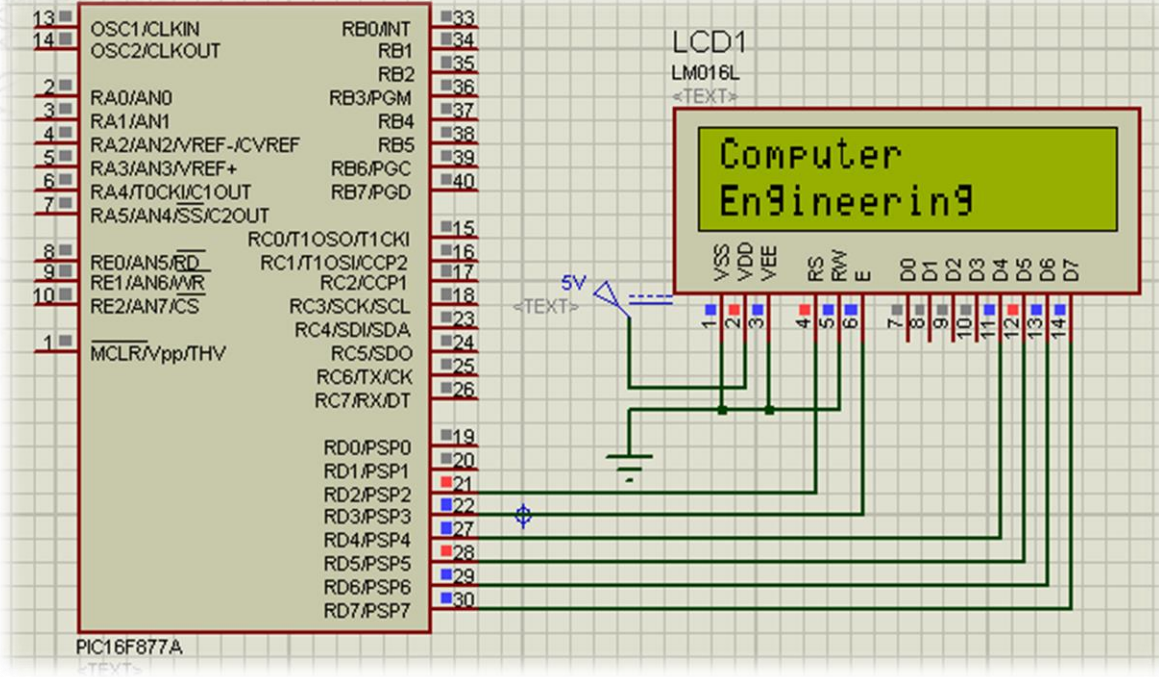 13 OSC1/CLKIN RB0/INT 33
14 OSC2/CLKOUT RB1 34
RB2 35
2 RA0/AN0 RB3/PGM 36
3 RA1/AN1 RB4 37
4 RA2/AN2/VREF-/CVREF RB5 38
5 RA3/AN3/VREF+ RB6/PGC 39
6 RA4/T0CKI/C1OUT RB7/PGD 40
7 RA5/AN4/SS/C2OUT
RC0/T1OSO/T1CKI 15
8 RE0/AN5/RD RC1/T1OSI/CCP2 16
9 RE1/AN6/WR RC2/CCP1 17
10 RE2/AN7/CS RC3/SCK/SCL 18
RC4/SDI/SDA 23
1 MCLR/Vpp/THV RC5/SDO 24
RC6/TX/CK 25
RC7/RX/DT 26
RD0/PSP0 19
RD1/PSP1 20
RD2/PSP2 21
RD3/PSP3 22
RD4/PSP4 27
RD5/PSP5 28
RD6/PSP6 29
RD7/PSP7 30
PIC16F877A
<TEXT>
LCD1
LM016L
<TEXT>
Computer
Engineering
VSS VDD VEE RS RW E D0 D1 D2 D3 D4 D5 D6 D7
1 2 3 4 5 6 7 8 9 10 11 12 13 14
5V
<TEXT>